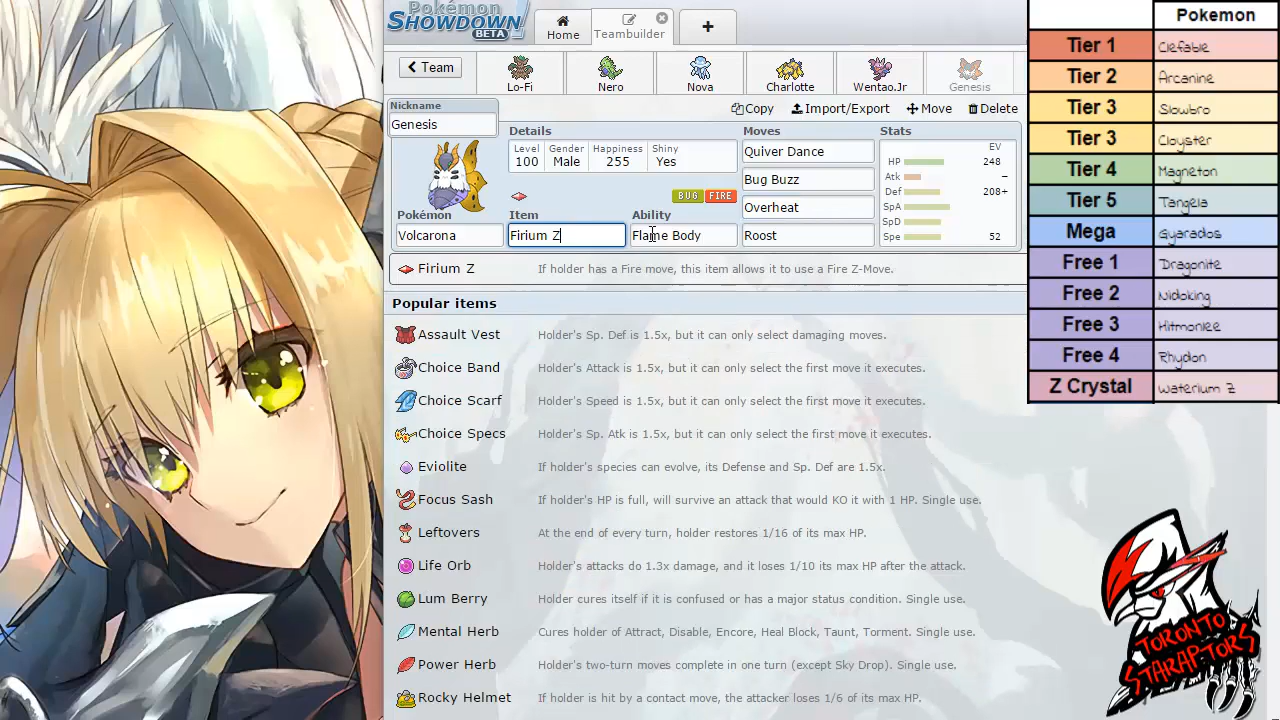 Pokémon
SHOWDOWN
BETA
Home
Teambuilder
+
Team
Lo-Fi
Nero
Nova
Charlotte
Wentao.Jr
Genesis
Copy
Import/Export
Move
Delete
Nickname
Genesis
Details
Level
100
Gender
Male
Happiness
255
Shiny
Yes
BUG
FIRE
Pokémon
Volcarona
Item
Firium Z
Ability
Flame Body
Moves
Quiver Dance
Bug Buzz
Overheat
Roost
Stats
EV
HP 248
Atk –
Def 208+
SpA
SpD
Spe 52
Firium Z If holder has a Fire move, this item allows it to use a Fire Z-Move.
Popular items
Assault Vest Holder's Sp. Def is 1.5x, but it can only select damaging moves.
Choice Band Holder's Attack is 1.5x, but it can only select the first move it executes.
Choice Scarf Holder's Speed is 1.5x, but it can only select the first move it executes.
Choice Specs Holder's Sp. Atk is 1.5x, but it can only select the first move it executes.
Eviolite If holder's species can evolve, its Defense and Sp. Def are 1.5x.
Focus Sash If holder's HP is full, will survive an attack that would KO it with 1 HP. Single use.
Leftovers At the end of every turn, holder restores 1/16 of its max HP.
Life Orb Holder's attacks do 1.3x damage, and it loses 1/10 its max HP after the attack.
Lum Berry Holder cures itself if it is confused or has a major status condition. Single use.
Mental Herb Cures holder of Attract, Disable, Encore, Heal Block, Taunt, Torment. Single use.
Power Herb Holder's two-turn moves complete in one turn (except Sky Drop). Single use.
Rocky Helmet If holder is hit by a contact move, the attacker loses 1/6 of its max HP.
Pokemon
Tier 1 Clefable
Tier 2 Arcanine
Tier 3 Slowbro
Tier 3 Cloyster
Tier 4 Magneton
Tier 5 Tangela
Mega Gyarados
Free 1 Dragonite
Free 2 Nidoking
Free 3 Hitmonlee
Free 4 Rhydon
Z Crystal Waterium Z
TORONTO
STARAPTORS